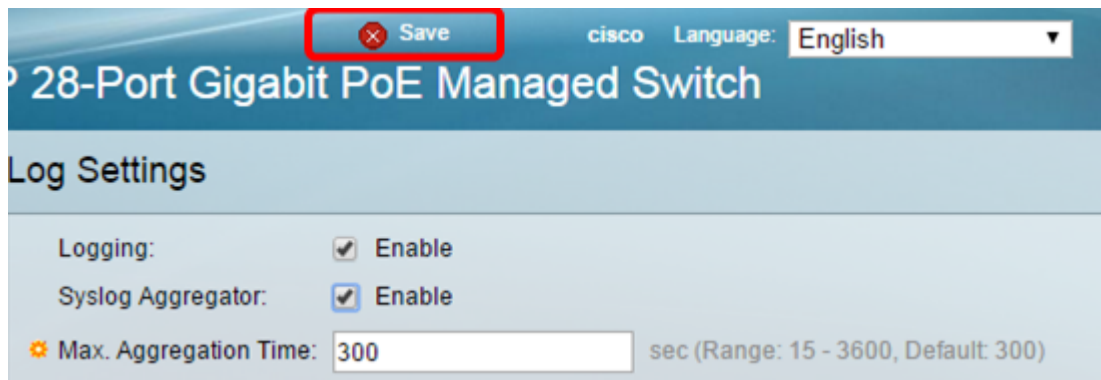 Save cisco Language: English
P 28-Port Gigabit PoE Managed Switch
Log Settings
Logging: Enable
Syslog Aggregator: Enable
Max. Aggregation Time: 300 sec (Range: 15 - 3600, Default: 300)